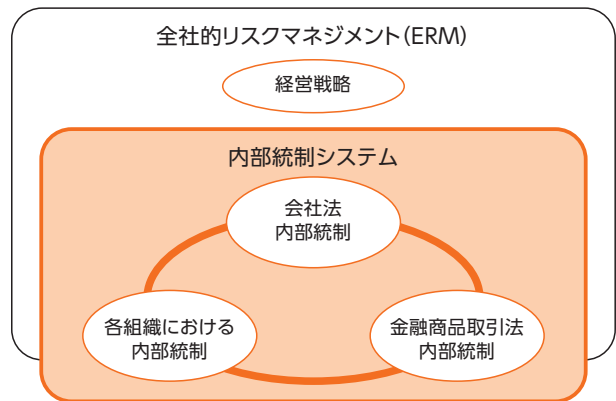 全社的リスクマネジメント(ERM)
経営戦略
内部統制システム
会社法
内部統制
各組織における
内部統制
金融商品取引法
内部統制